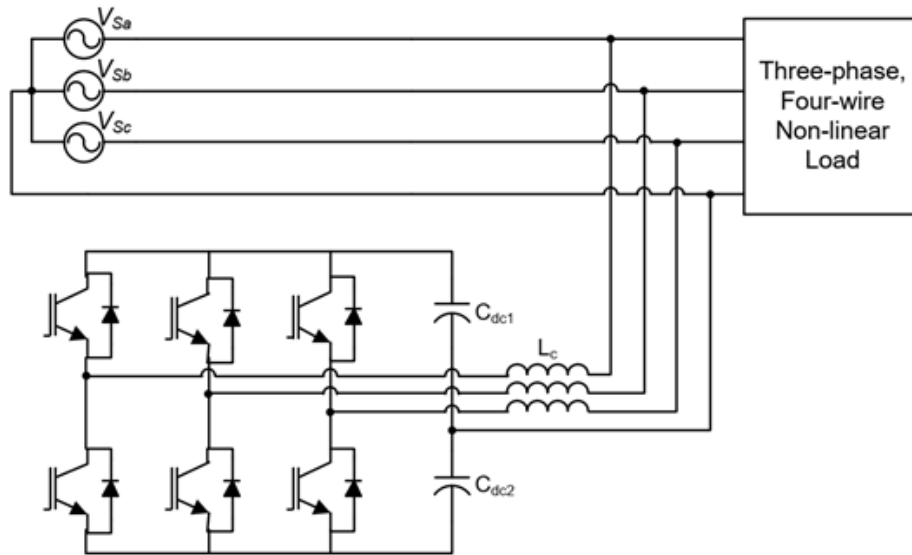 V_Sa
V_Sb
V_Sc
Three-phase,
Four-wire
Non-linear
Load
C_dc1
L_c
C_dc2